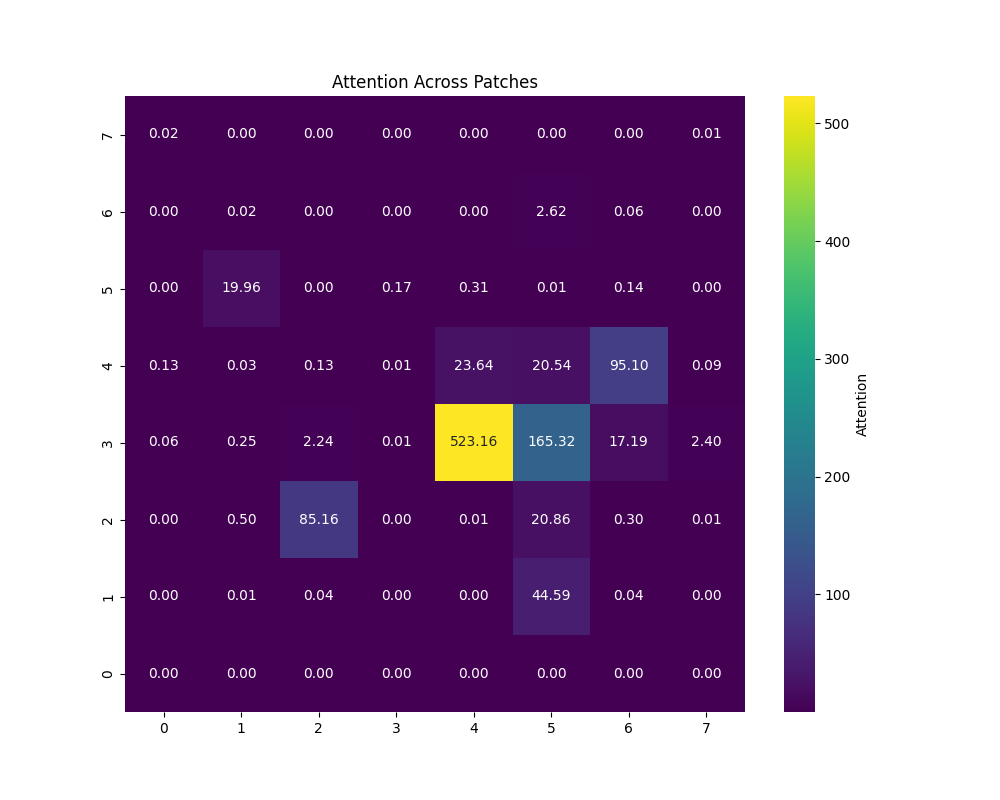 Attention Across Patches
7 0.02 0.00 0.00 0.00 0.00 0.00 0.00 0.01
6 0.00 0.02 0.00 0.00 0.00 2.62 0.06 0.00
5 0.00 19.96 0.00 0.17 0.31 0.01 0.14 0.00
4 0.13 0.03 0.13 0.01 23.64 20.54 95.10 0.09
3 0.06 0.25 2.24 0.01 523.16 165.32 17.19 2.40
2 0.00 0.50 85.16 0.00 0.01 20.86 0.30 0.01
1 0.00 0.01 0.04 0.00 0.00 44.59 0.04 0.00
0 0.00 0.00 0.00 0.00 0.00 0.00 0.00 0.00
0 1 2 3 4 5 6 7
500
400
300
200
100
Attention